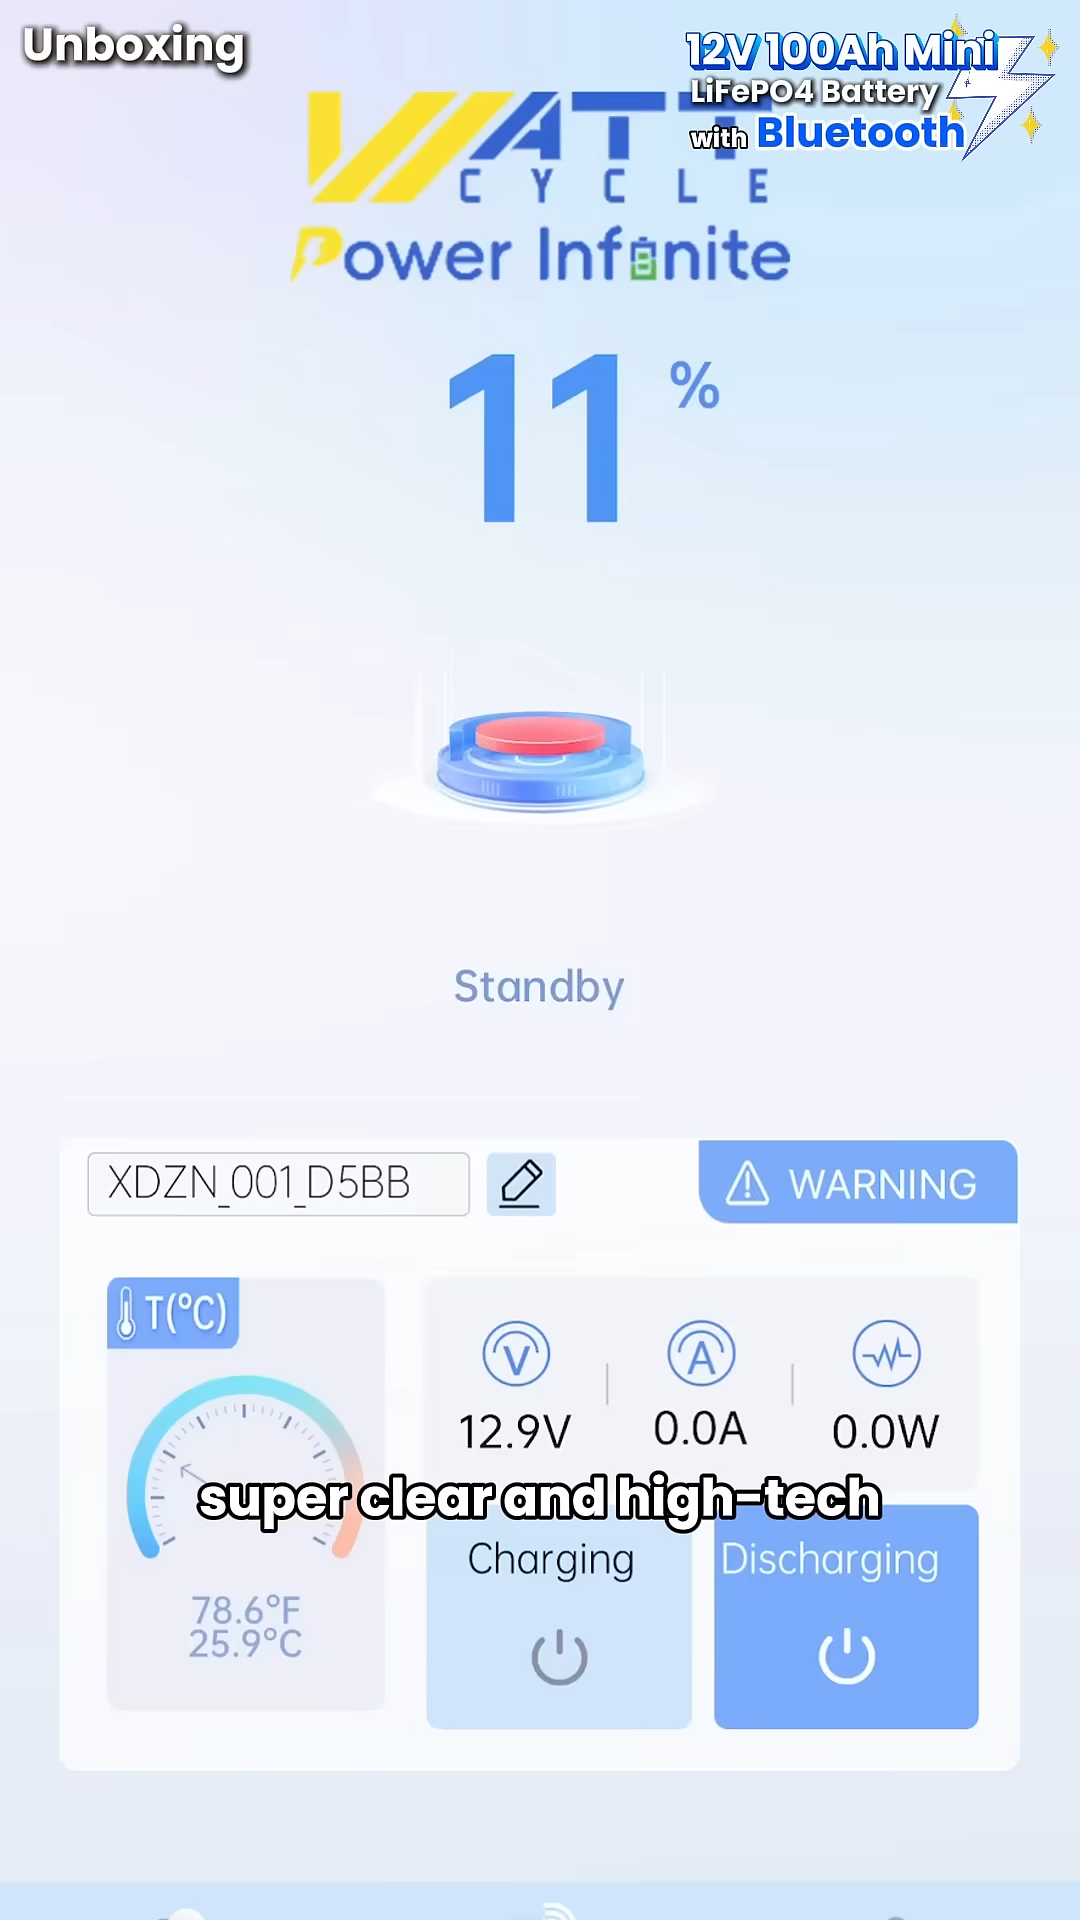 Unboxing
12V 100Ah Mini
LiFePO4 Battery
with Bluetooth
WATT
CYCLE
Power Infinite
11 %
Standby
XDZN_001_D5BB
WARNING
T(°C)
V
A
12.9V
0.0A
0.0W
super clear and high-tech
Charging
Discharging
78.6°F
25.9°C